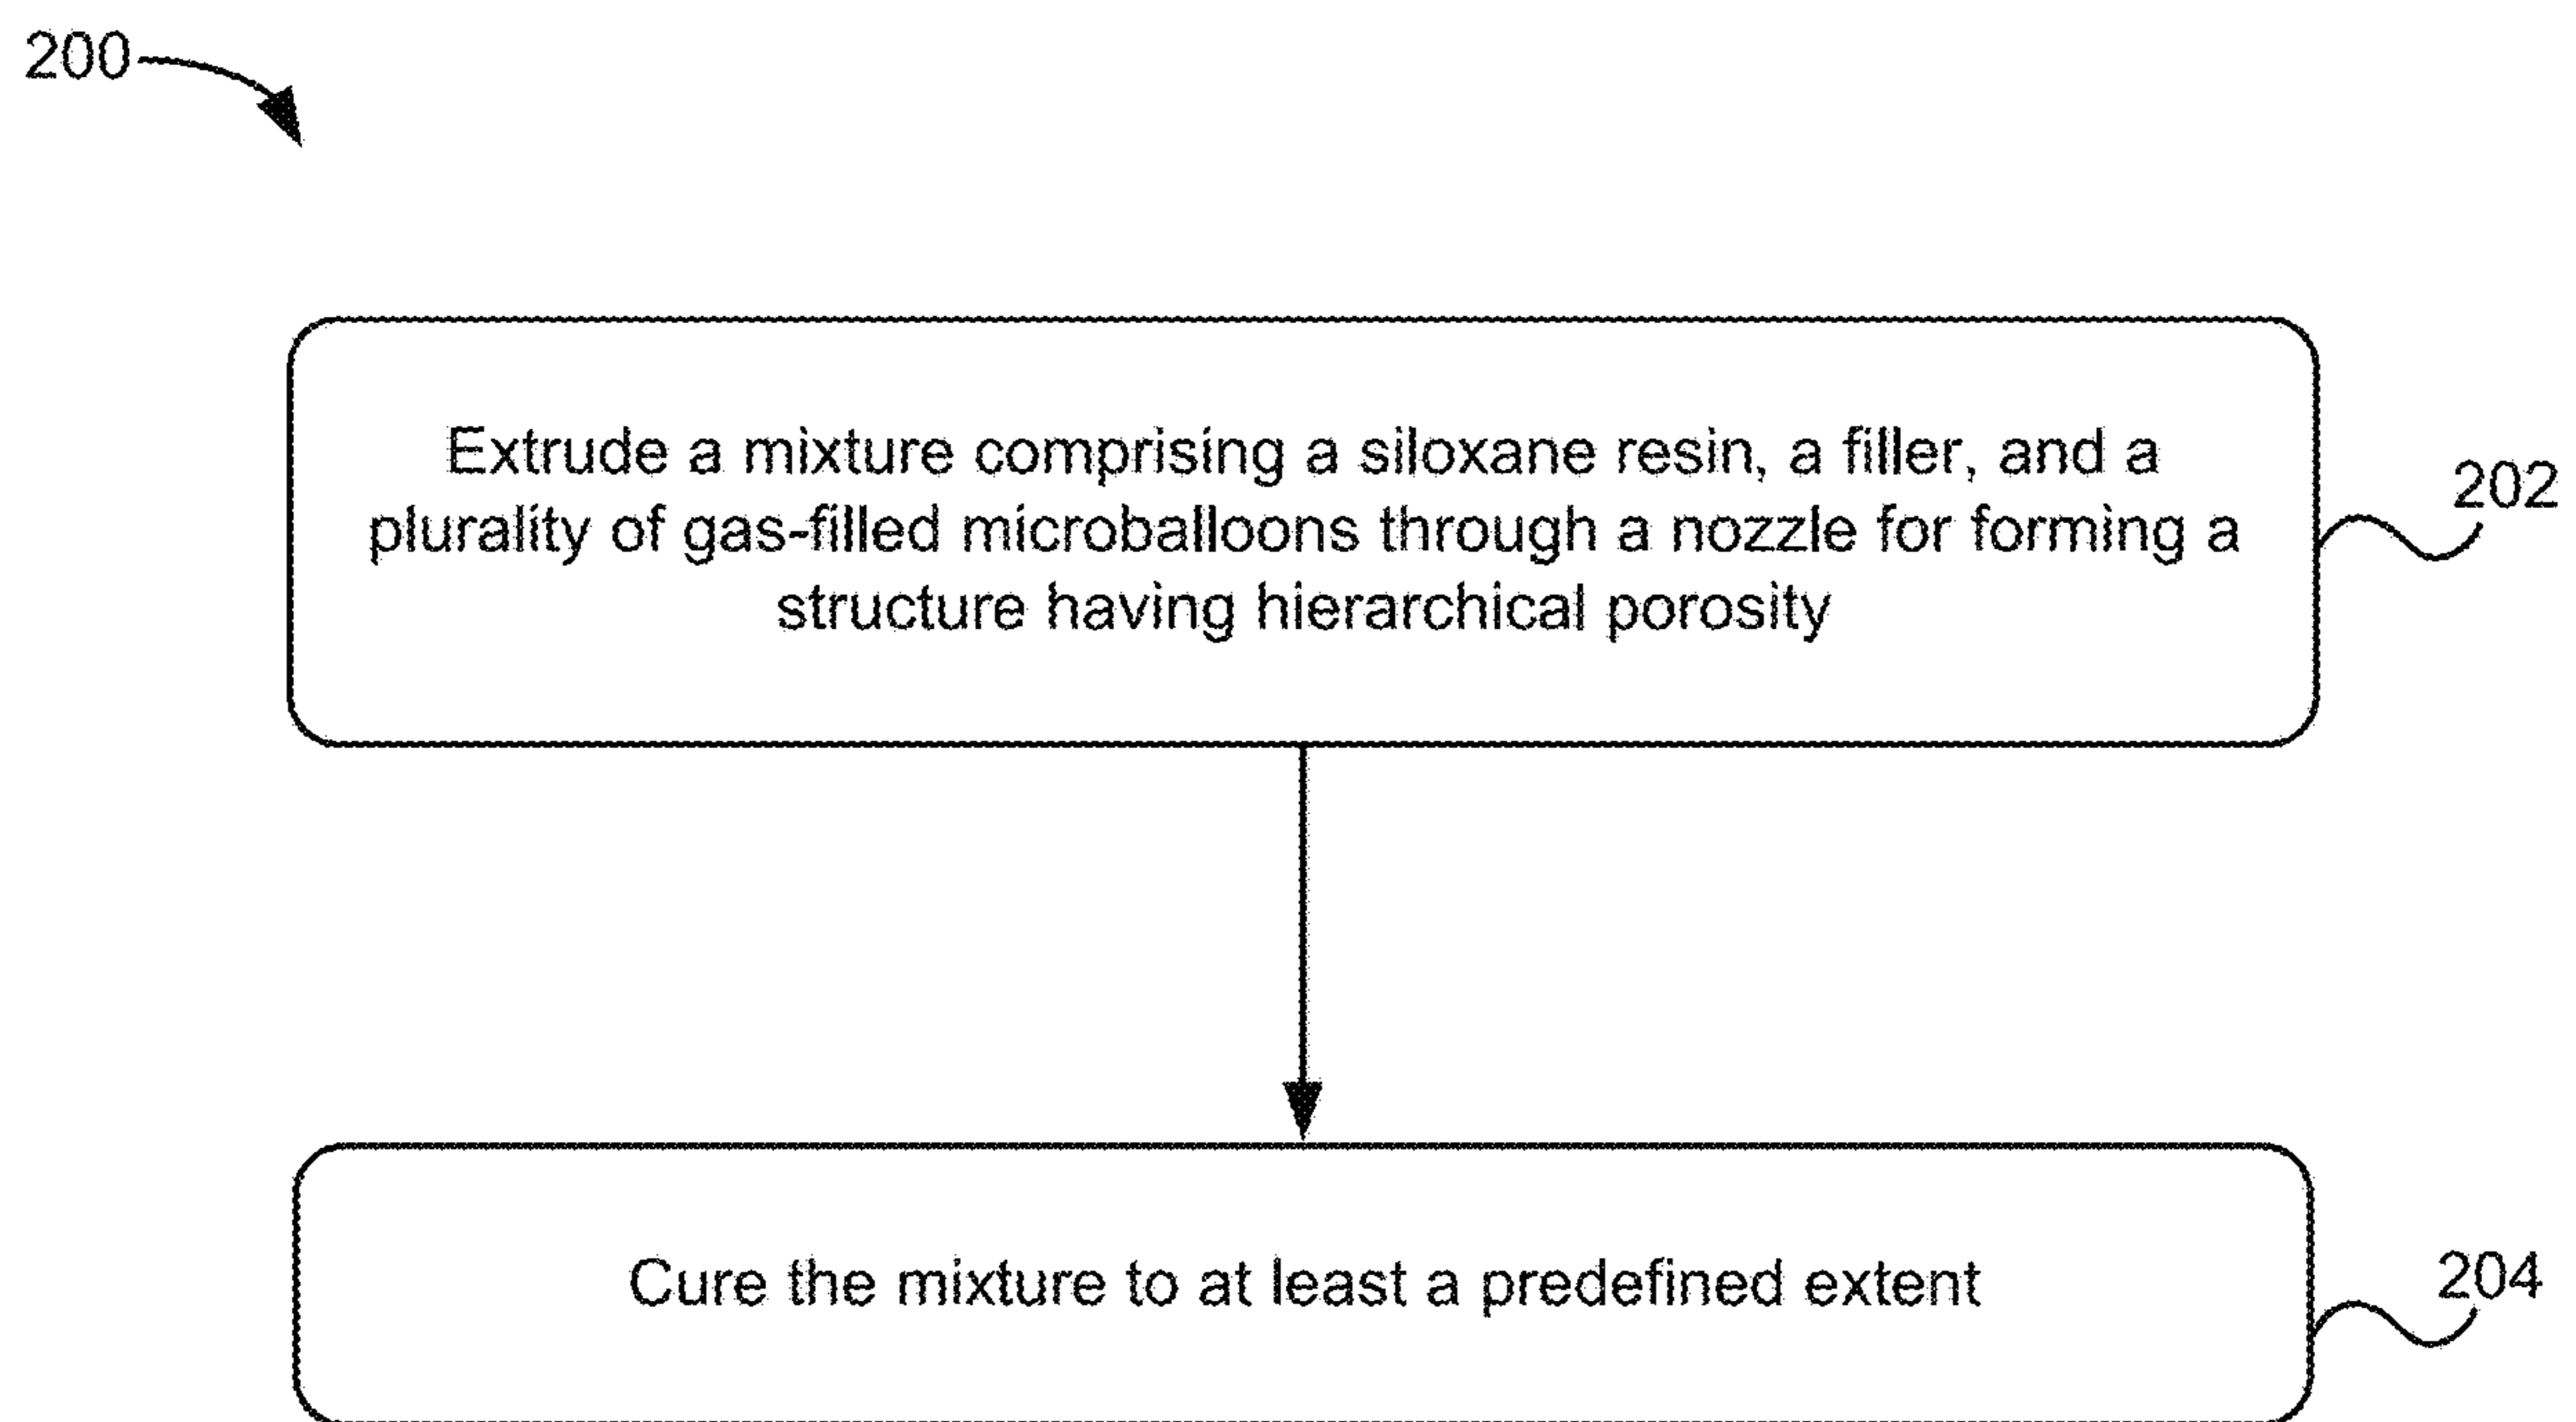 200
Extrude a mixture comprising a siloxane resin, a filler, and a
plurality of gas-filled microballoons through a nozzle for forming a
structure having hierarchical porosity
202
Cure the mixture to at least a predefined extent
204